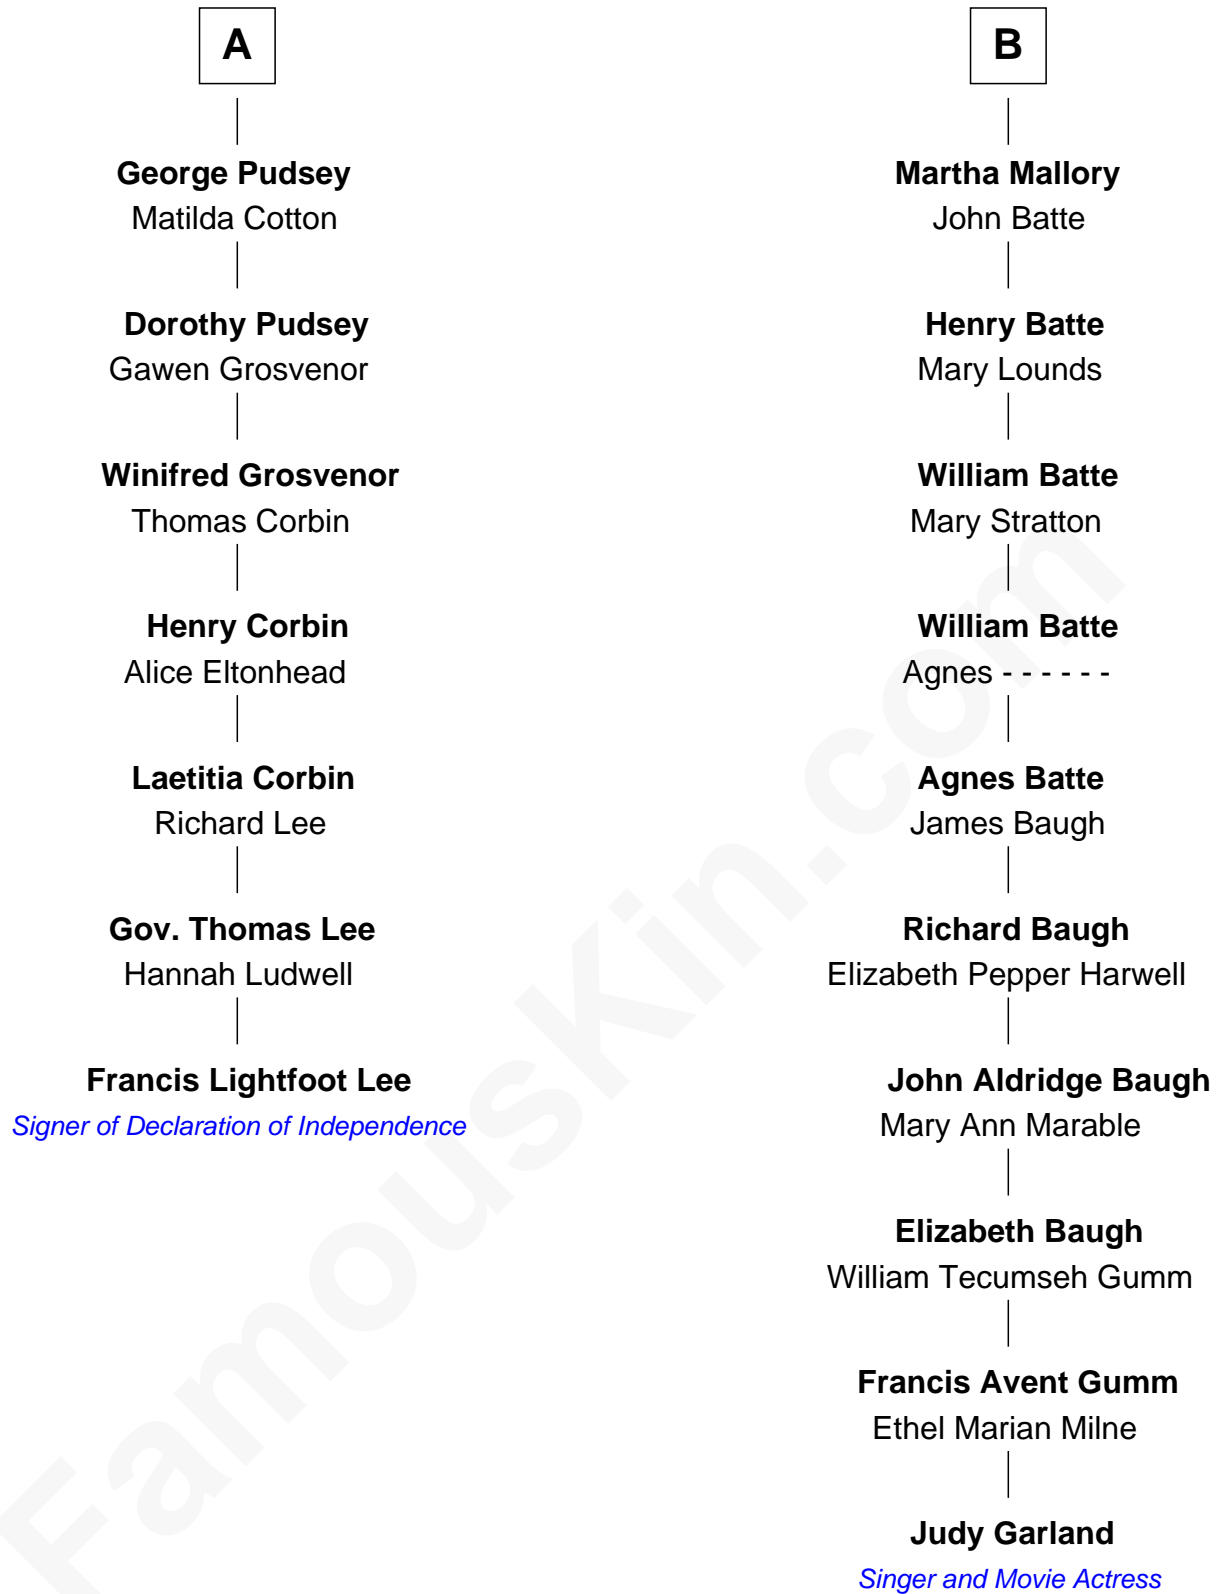 A
George Pudsey
Matilda Cotton
Dorothy Pudsey
Gawen Grosvenor
Winifred Grosvenor
Thomas Corbin
Henry Corbin
Alice Eltonhead
Laetitia Corbin
Richard Lee
Gov. Thomas Lee
Hannah Ludwell
Francis Lightfoot Lee
Signer of Declaration of Independence
B
Martha Mallory
John Batte
Henry Batte
Mary Lounds
William Batte
Mary Stratton
William Batte
Agnes - - - - - -
Agnes Batte
James Baugh
Richard Baugh
Elizabeth Pepper Harwell
John Aldridge Baugh
Mary Ann Marable
Elizabeth Baugh
William Tecumseh Gumm
Francis Avent Gumm
Ethel Marian Milne
Judy Garland
Singer and Movie Actress
FamousKin.com